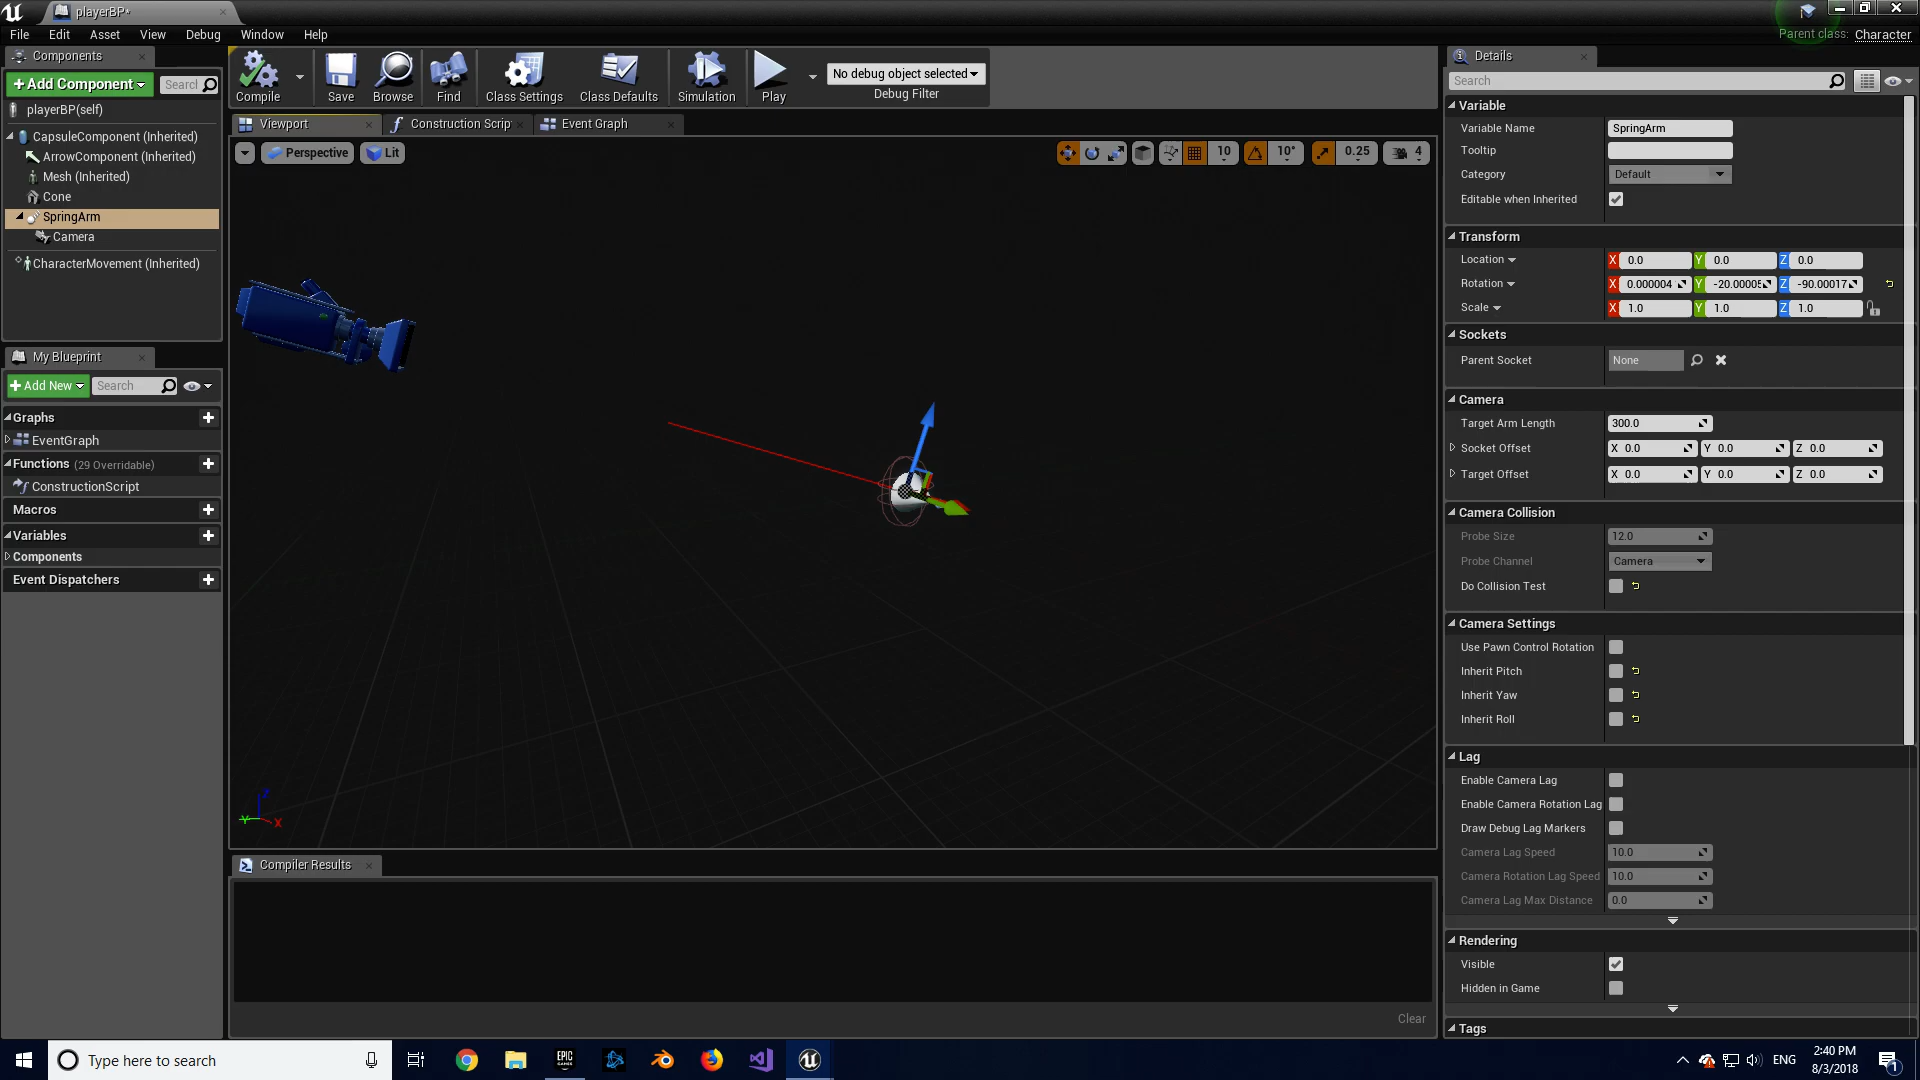 playerBP*
File Edit Asset View Debug Window Help
Parent class: Character
Components
+ Add Component
Search
playerBP(self)
CapsuleComponent (Inherited)
ArrowComponent (Inherited)
Mesh (Inherited)
Cone
SpringArm
Camera
CharacterMovement (Inherited)
My Blueprint
+ Add New
Search
Graphs
EventGraph
Functions (29 Overridable)
ConstructionScript
Macros
Variables
Components
Event Dispatchers
Compile
Save
Browse
Find
Class Settings
Class Defaults
Simulation
Play
No debug object selected
Debug Filter
Viewport
Construction Scrip
Event Graph
Perspective
Lit
10
10°
0.25
4
Z
Y
X
Compiler Results
Clear
Details
Search
Variable
Variable Name SpringArm
Tooltip
Category Default
Editable when Inherited
Transform
Location X 0.0 Y 0.0 Z 0.0
Rotation X 0.000004 Y -20.00005 Z -90.00017
Scale X 1.0 Y 1.0 Z 1.0
Sockets
Parent Socket None
Camera
Target Arm Length 300.0
Socket Offset X 0.0 Y 0.0 Z 0.0
Target Offset X 0.0 Y 0.0 Z 0.0
Camera Collision
Probe Size 12.0
Probe Channel Camera
Do Collision Test
Camera Settings
Use Pawn Control Rotation
Inherit Pitch
Inherit Yaw
Inherit Roll
Lag
Enable Camera Lag
Enable Camera Rotation Lag
Draw Debug Lag Markers
Camera Lag Speed 10.0
Camera Rotation Lag Speed 10.0
Camera Lag Max Distance 0.0
Rendering
Visible
Hidden in Game
Tags
Type here to search
EPIC
GAMES
ENG
2:40 PM
8/3/2018
1